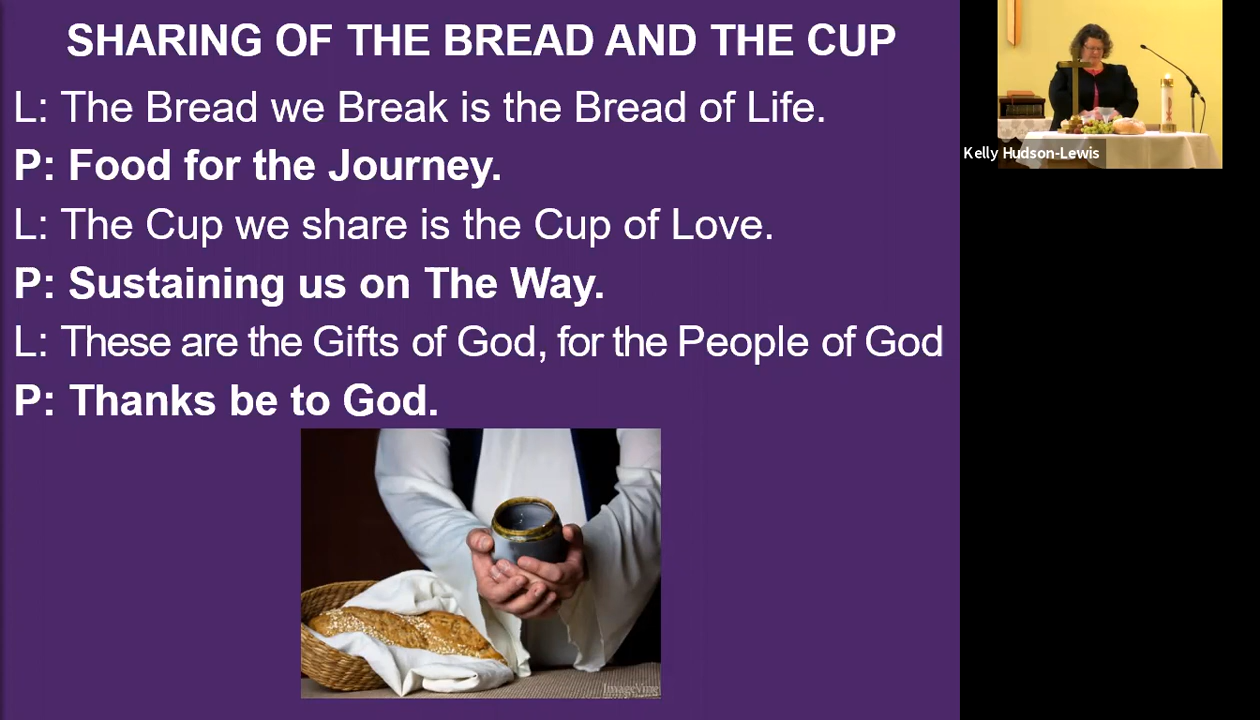 SHARING OF THE BREAD AND THE CUP
L: The Bread we Break is the Bread of Life.
P: Food for the Journey.
L: The Cup we share is the Cup of Love.
P: Sustaining us on The Way.
L: These are the Gifts of God, for the People of God
P: Thanks be to God.
ImageVine
Kelly Hudson-Lewis